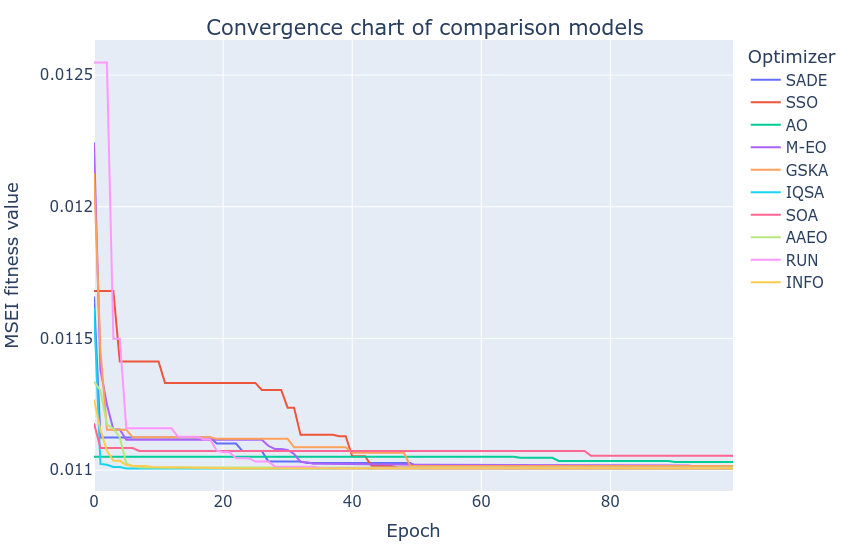 Convergence chart of comparison models
MSEI fitness value
0.0125
0.012
0.0115
0.011
0
20
40
60
80
Epoch
Optimizer
SADE
SSO
AO
M-EO
GSKA
IQSA
SOA
AAEO
RUN
INFO